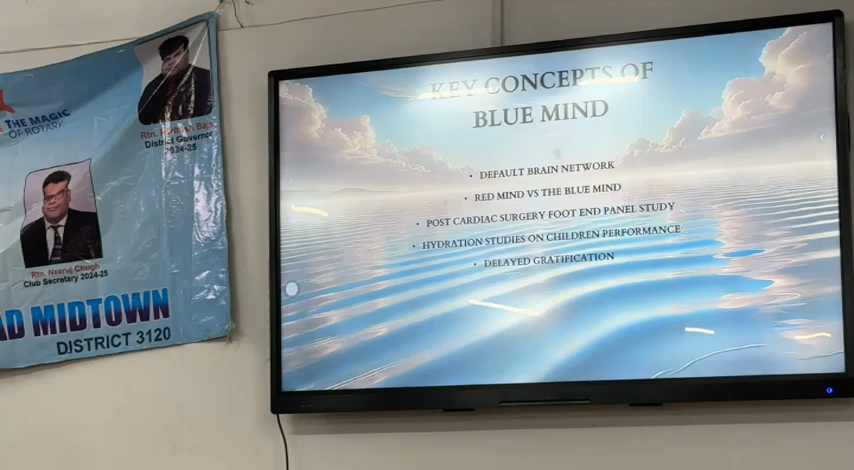 THE MAGIC
OF ROTARY
Rtn.
District Governor
2024-25
Rtn. Neeraj Chugh
Club Secretary 2024-25
AD MIDTOWN
DISTRICT 3120
KEY CONCEPTS OF
BLUE MIND
• DEFAULT BRAIN NETWORK
• RED MIND VS THE BLUE MIND
• POST CARDIAC SURGERY FOOT END PANEL STUDY
• HYDRATION STUDIES ON CHILDREN PERFORMANCE
• DELAYED GRATIFICATION